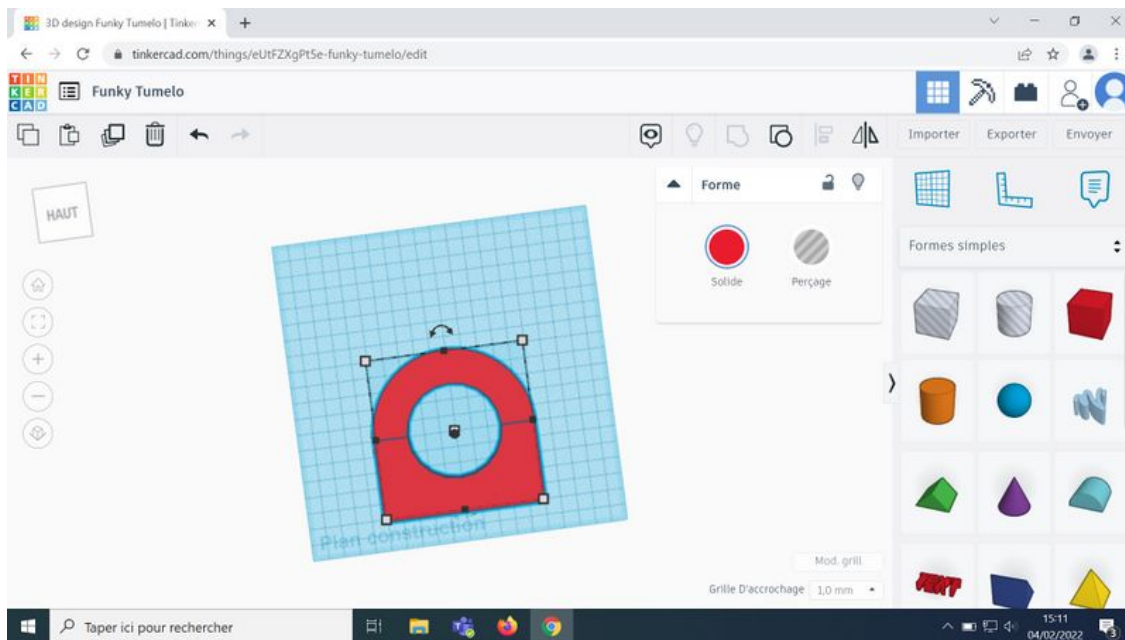 3D design Funky Tumelo | Tinker
tinkercad.com/things/eUtFZXgPt5e-funky-tumelo/edit
TIN
KER
CAD
Funky Tumelo
Importer
Exporter
Envoyer
HAUT
Forme
Solide
Perçage
Formes simples
Plan construction
TEXT
Mod. grill
Grille D'accrochage 1,0 mm
Taper ici pour rechercher
15:11
04/02/2022
3